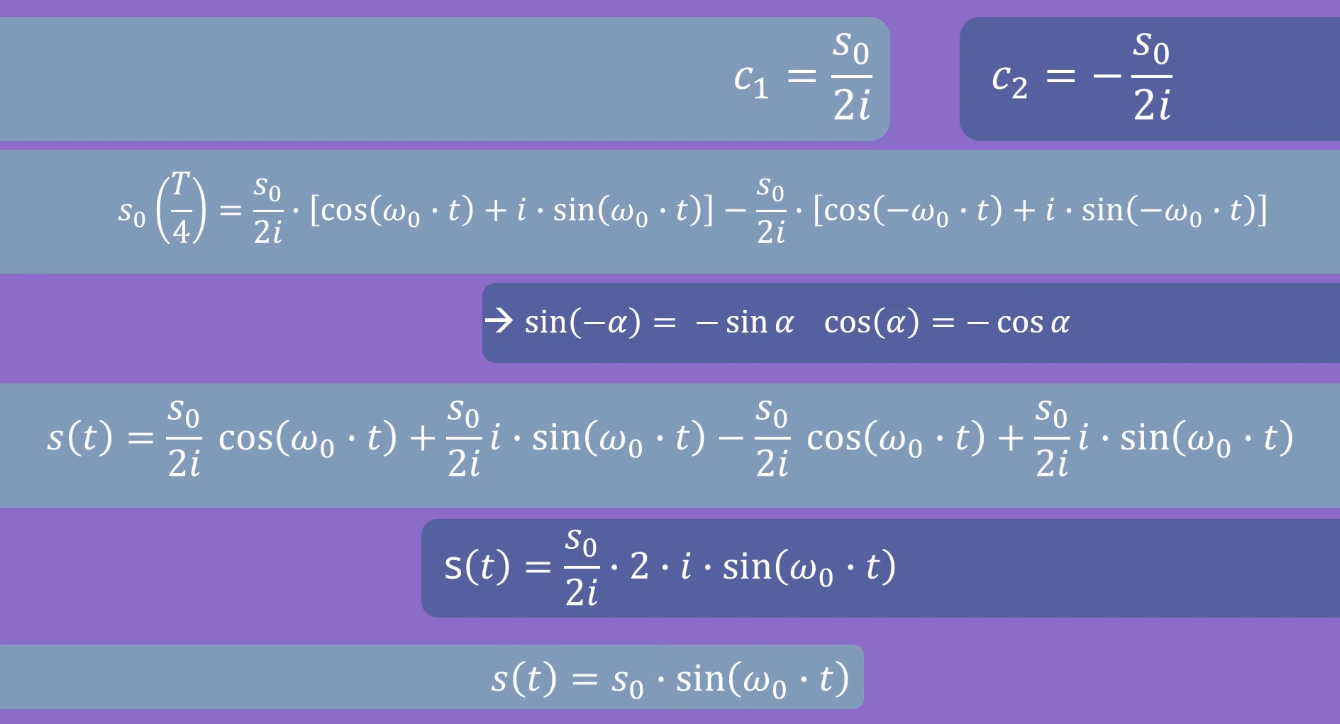 c₁ = s₀/2i    c₂ = −s₀/2i
s₀(T/4) = s₀/2i · [cos(ω₀ · t) + i · sin(ω₀ · t)] − s₀/2i · [cos(−ω₀ · t) + i · sin(−ω₀ · t)]
→ sin(−α) = − sin α   cos(α) = − cos α
s(t) = s₀/2i cos(ω₀ · t) + s₀/2i i · sin(ω₀ · t) − s₀/2i cos(ω₀ · t) + s₀/2i i · sin(ω₀ · t)
s(t) = s₀/2i · 2 · i · sin(ω₀ · t)
s(t) = s₀ · sin(ω₀ · t)